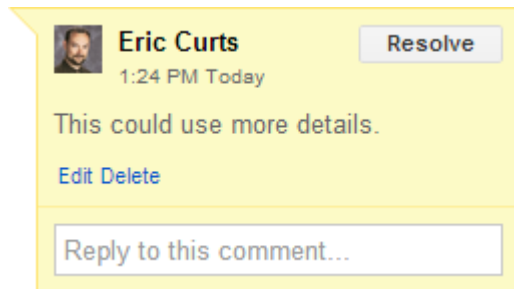 Eric Curts
Resolve
1:24 PM Today
This could use more details.
Edit Delete
Reply to this comment...